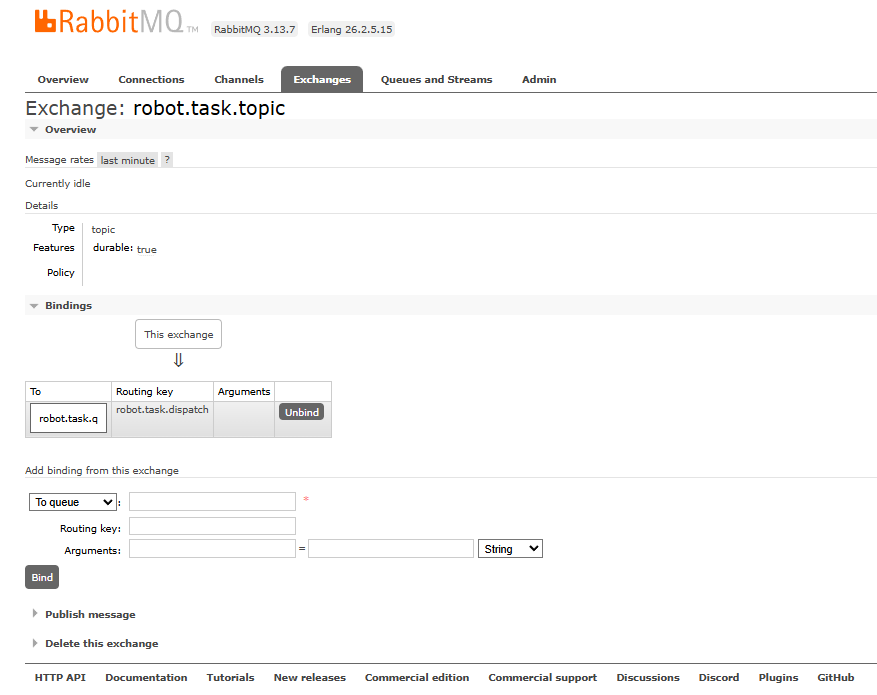 RabbitMQ TM RabbitMQ 3.13.7 Erlang 26.2.5.15
Overview Connections Channels Exchanges Queues and Streams Admin
Exchange: robot.task.topic
Overview
Message rates last minute ?
Currently idle
Details
Type topic
Features durable: true
Policy
Bindings
This exchange
⇓
To Routing key Arguments
robot.task.q robot.task.dispatch Unbind
Add binding from this exchange
To queue : *
Routing key:
Arguments: = String
Bind
Publish message
Delete this exchange
HTTP API Documentation Tutorials New releases Commercial edition Commercial support Discussions Discord Plugins GitHub